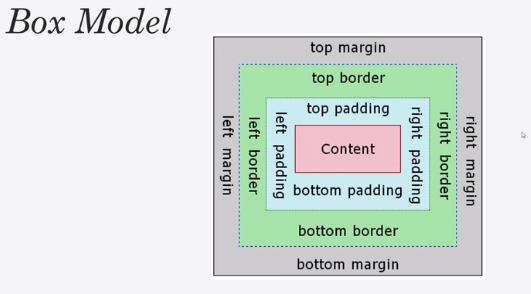 Box Model
top margin
top border
top padding
left margin
left border
left padding
Content
right padding
right border
right margin
bottom padding
bottom border
bottom margin